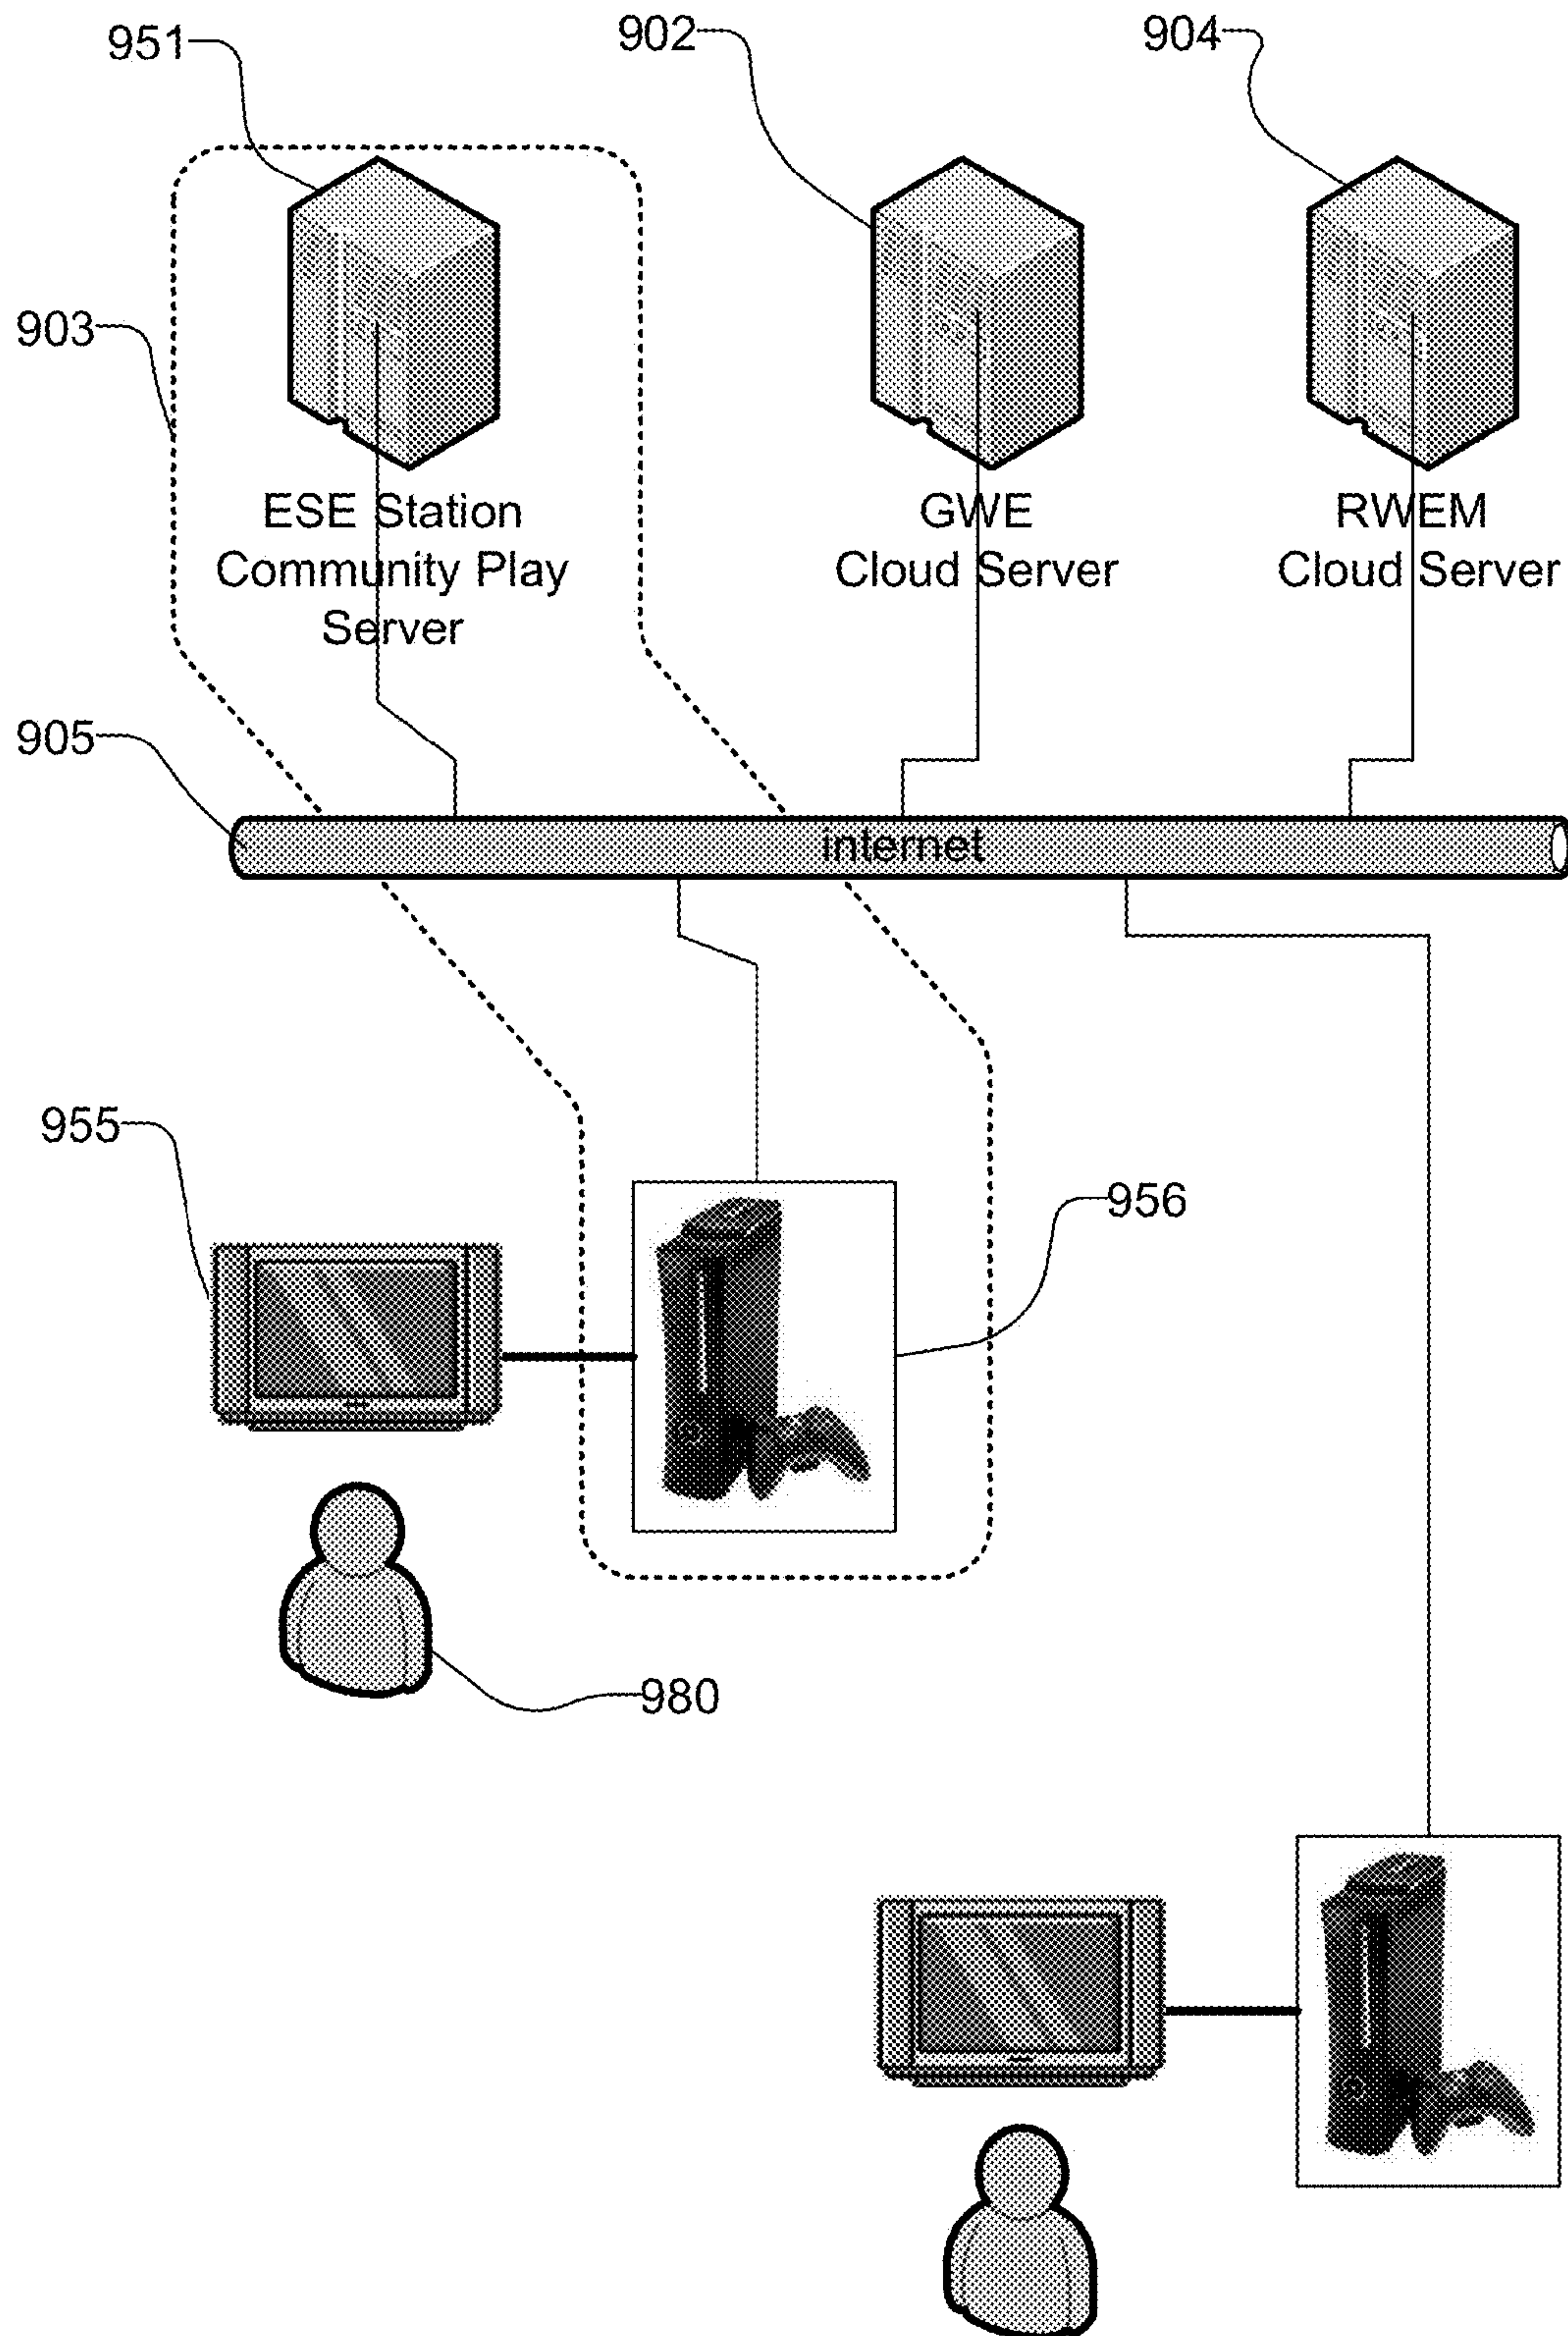 951
902
904
903
ESE Station
Community Play
Server
GWE
Cloud Server
RWEM
Cloud Server
905
internet
955
956
980